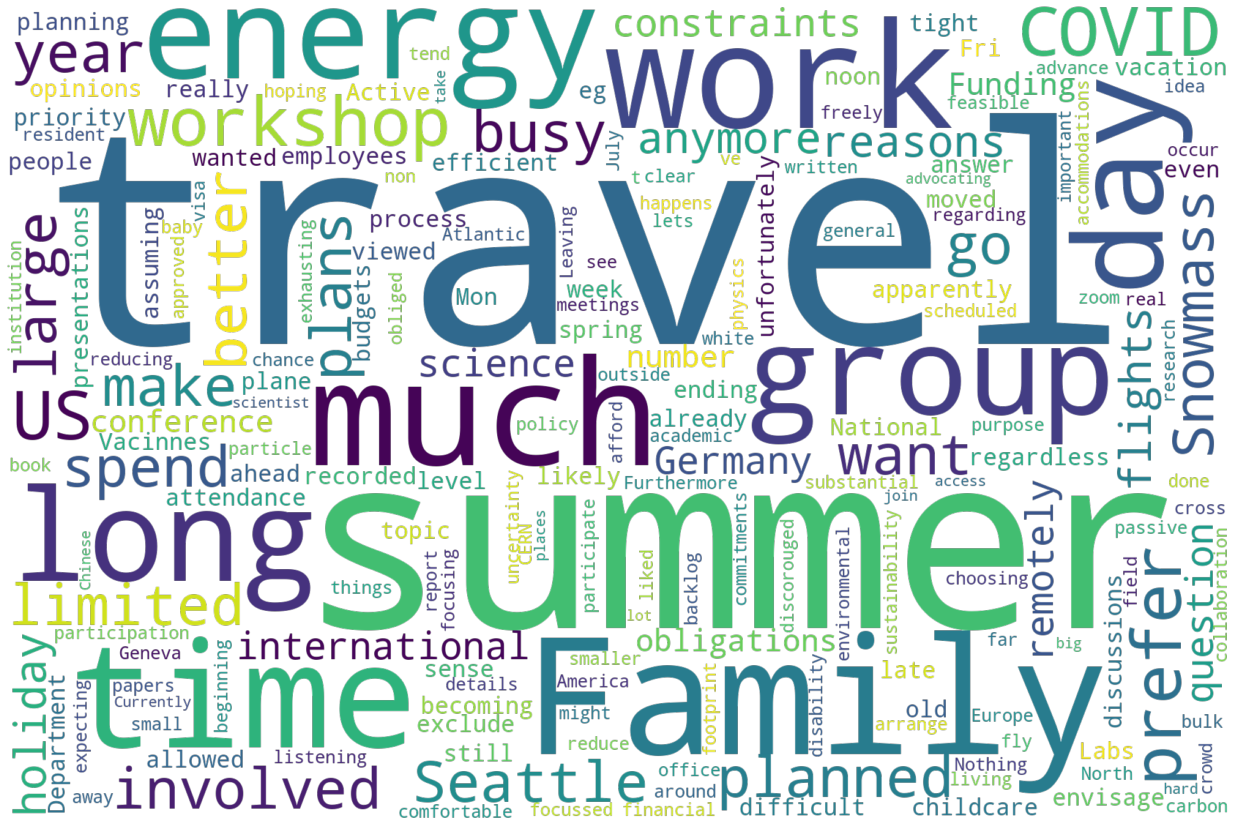 planning
energy
constraints
tight
COVID
year
tend
work
Fri
opinions
really
hoping
Active
take
eg
noon
Funding
advance
vacation
priority
workshop
busy
July
freely
feasible
accommodations
idea
day
resident
anymore
reasons
important
people
wanted
employees
efficient
ve
written
answer
occur
better
non
t
clear
advocating
even
visa
travel
process
happens
moved
large
assuming
baby
plans
viewed
Atlantic
Leaving
lets
unfortunately
regarding
Snowmass
presentations
approved
exhausting
see
general
go
institution
budgets
obliged
Mon
week
meetings
physics
apparently
zoom
real
spring
white
scheduled
flights
research
reducing
chance
science
number
group
US
make
plane
much
outside
ending
scientist
conference
already
policy
afford
academic
National
purpose
Vacinnes
particle
book
spend
ahead
recorded
level
likely
Germany
want
regardless
Furthermore
substantial
access
done
long
attendance
topic
uncertainty
CERN
places
summer
join
cross
passive
Chinese
limited
things
report
focusing
participate
liked
lot
backlog
commitments
discorouged
environmental
sustainability
choosing
remotely
field
prefer
question
collaboration
holiday
participation
time
international
obligations
far
big
discussions
Geneva
sense
smaller
Family
late
Department
expecting
papers
Currently
beginning
details
America
becoming
might
footprint
disability
old
Europe
small
exclude
reduce
arrange
fly
bulk
allowed
listening
still
office
Nothing
Labs
North
crowd
away
involved
Seattle
around
planned
living
envisage
hard
carbon
comfortable
focussed
financial
difficult
childcare